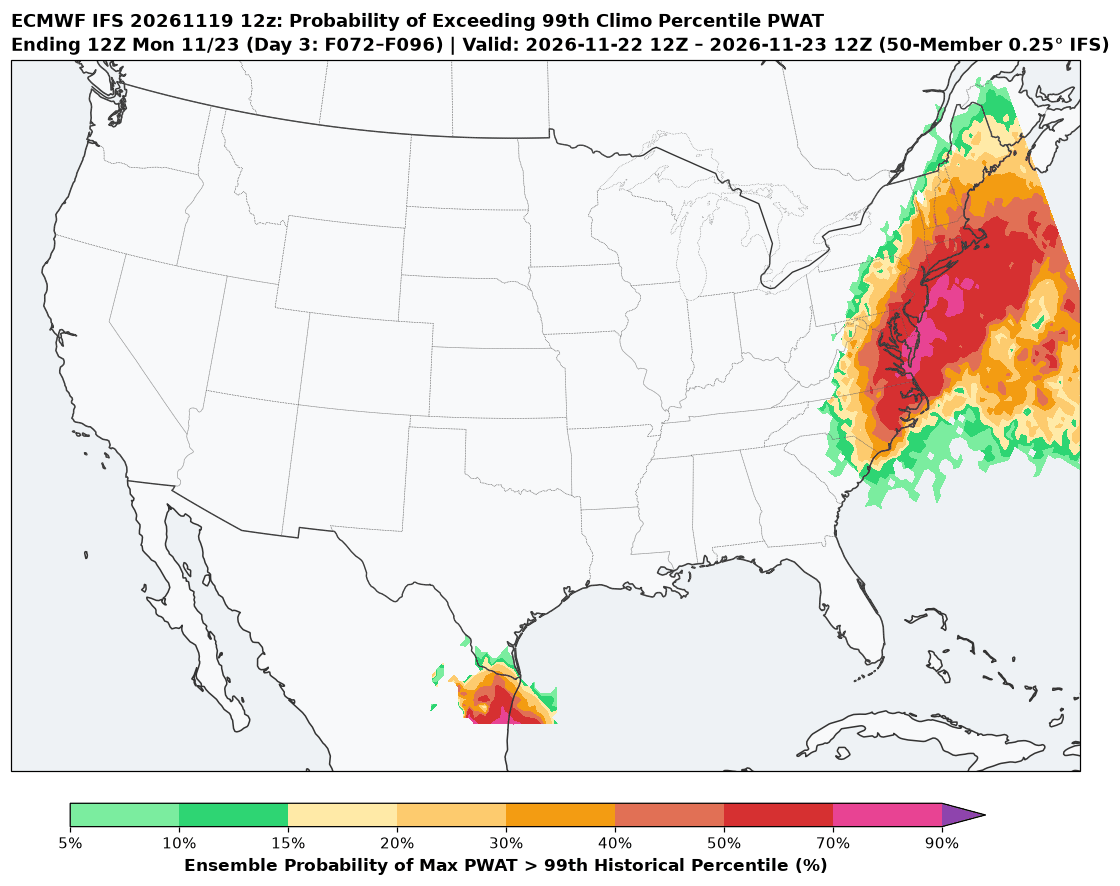 ECMWF IFS 20261119 12z: Probability of Exceeding 99th Climo Percentile PWAT
Ending 12Z Mon 11/23 (Day 3: F072–F096) | Valid: 2026-11-22 12Z – 2026-11-23 12Z (50-Member 0.25° IFS)
5% 10% 15% 20% 30% 40% 50% 70% 90%
Ensemble Probability of Max PWAT > 99th Historical Percentile (%)